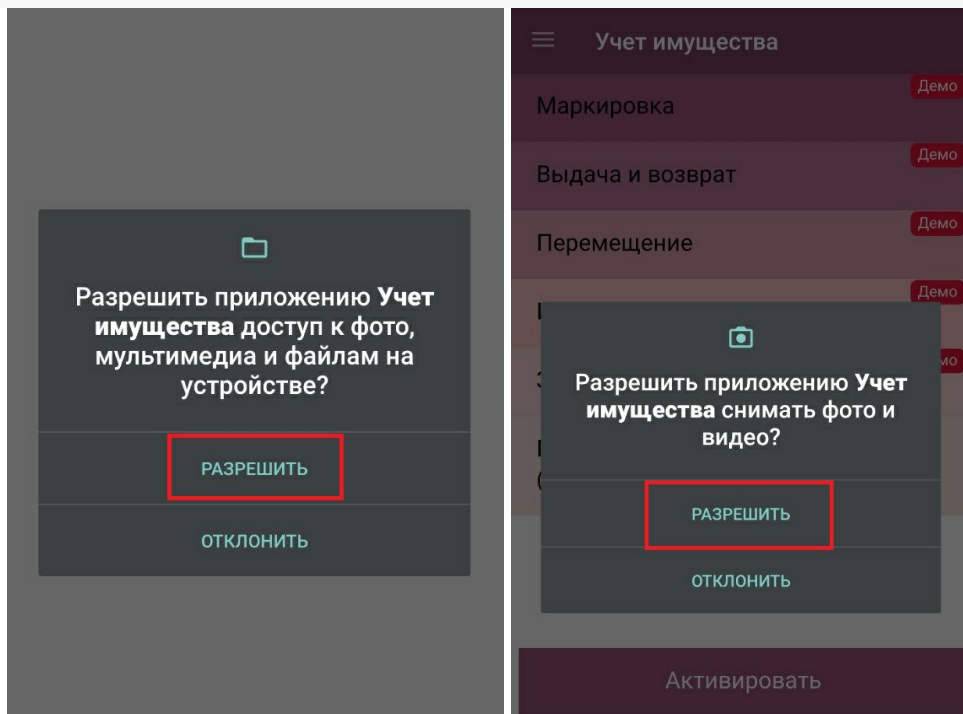 Разрешить приложению Учет
имущества доступ к фото,
мультимедиа и файлам на
устройстве?
РАЗРЕШИТЬ
ОТКЛОНИТЬ
Учет имущества
Демо
Маркировка
Демо
Выдача и возврат
Демо
Перемещение
Демо
Разрешить приложению Учет
имущества снимать фото и
видео?
РАЗРЕШИТЬ
ОТКЛОНИТЬ
Активировать